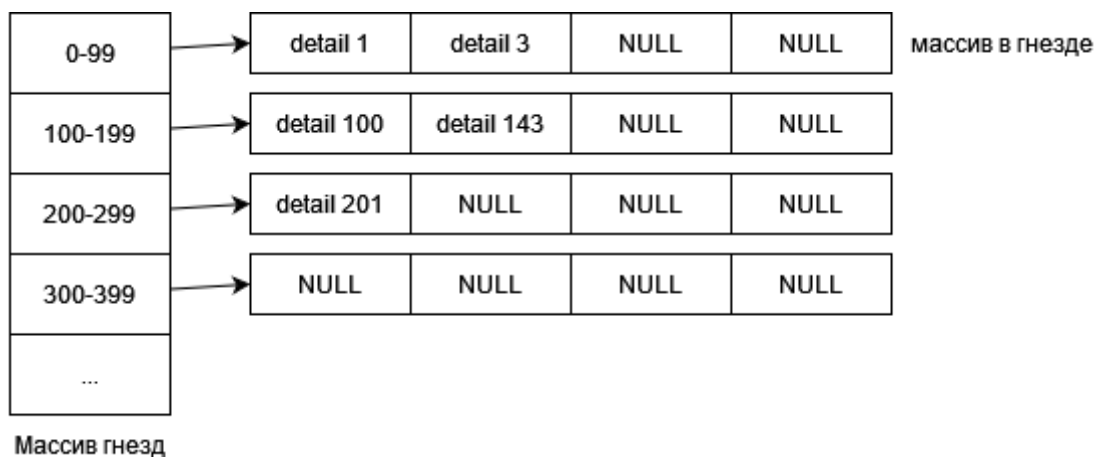 0-99
detail 1
detail 3
NULL
NULL
массив в гнезде
100-199
detail 100
detail 143
NULL
NULL
200-299
detail 201
NULL
NULL
NULL
300-399
NULL
NULL
NULL
NULL
...
Массив гнезд